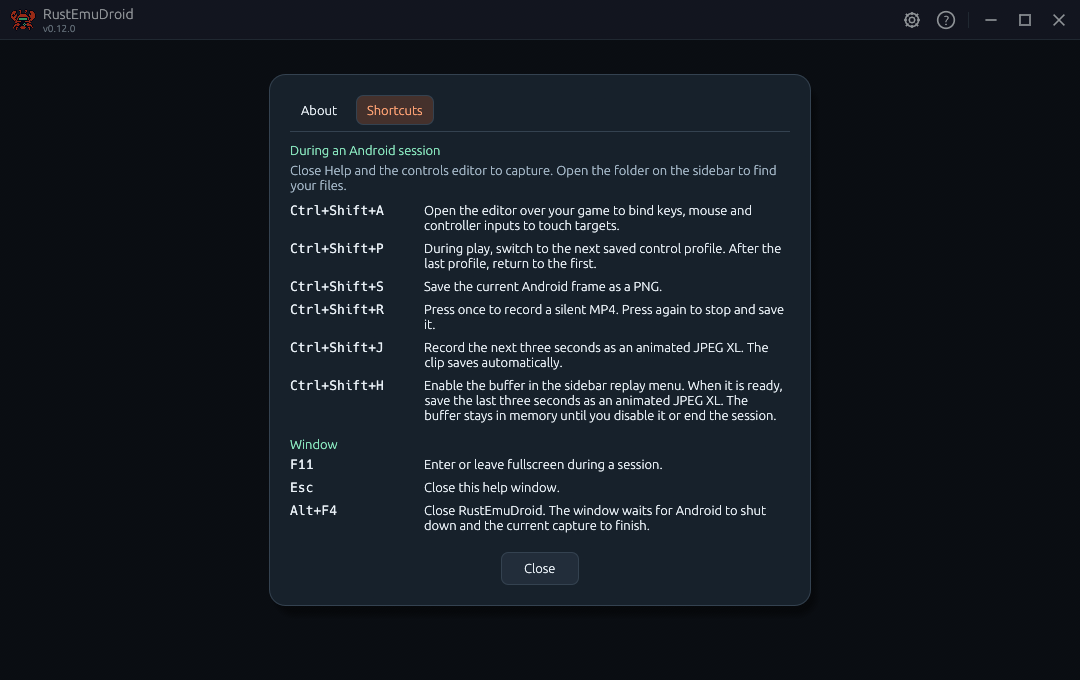 RustEmuDroid
v0.12.0
About
Shortcuts
During an Android session
Close Help and the controls editor to capture. Open the folder on the sidebar to find
your files.
Ctrl+Shift+A
Open the editor over your game to bind keys, mouse and
controller inputs to touch targets.
Ctrl+Shift+P
During play, switch to the next saved control profile. After the
last profile, return to the first.
Ctrl+Shift+S
Save the current Android frame as a PNG.
Ctrl+Shift+R
Press once to record a silent MP4. Press again to stop and save
it.
Ctrl+Shift+J
Record the next three seconds as an animated JPEG XL. The
clip saves automatically.
Ctrl+Shift+H
Enable the buffer in the sidebar replay menu. When it is ready,
save the last three seconds as an animated JPEG XL. The
buffer stays in memory until you disable it or end the session.
Window
F11
Enter or leave fullscreen during a session.
Esc
Close this help window.
Alt+F4
Close RustEmuDroid. The window waits for Android to shut
down and the current capture to finish.
Close